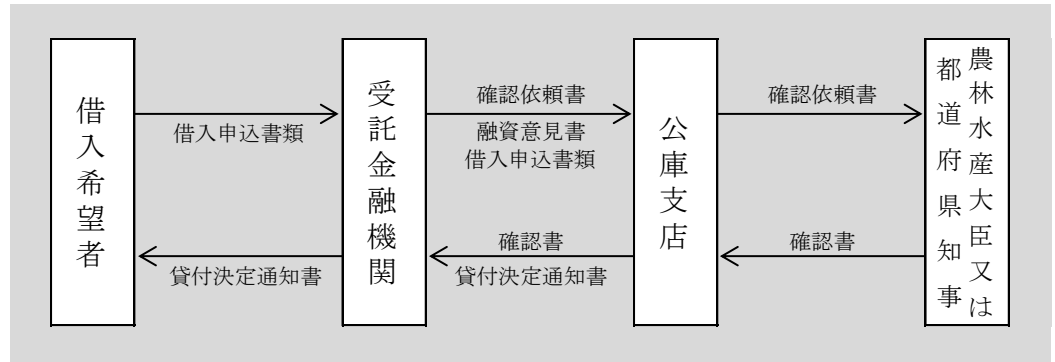 借入希望者
借入申込書類
貸付決定通知書
受託金融機関
確認依頼書
融資意見書
借入申込書類
確認書
貸付決定通知書
公庫支店
確認依頼書
確認書
農林水産大臣又は
都道府県知事